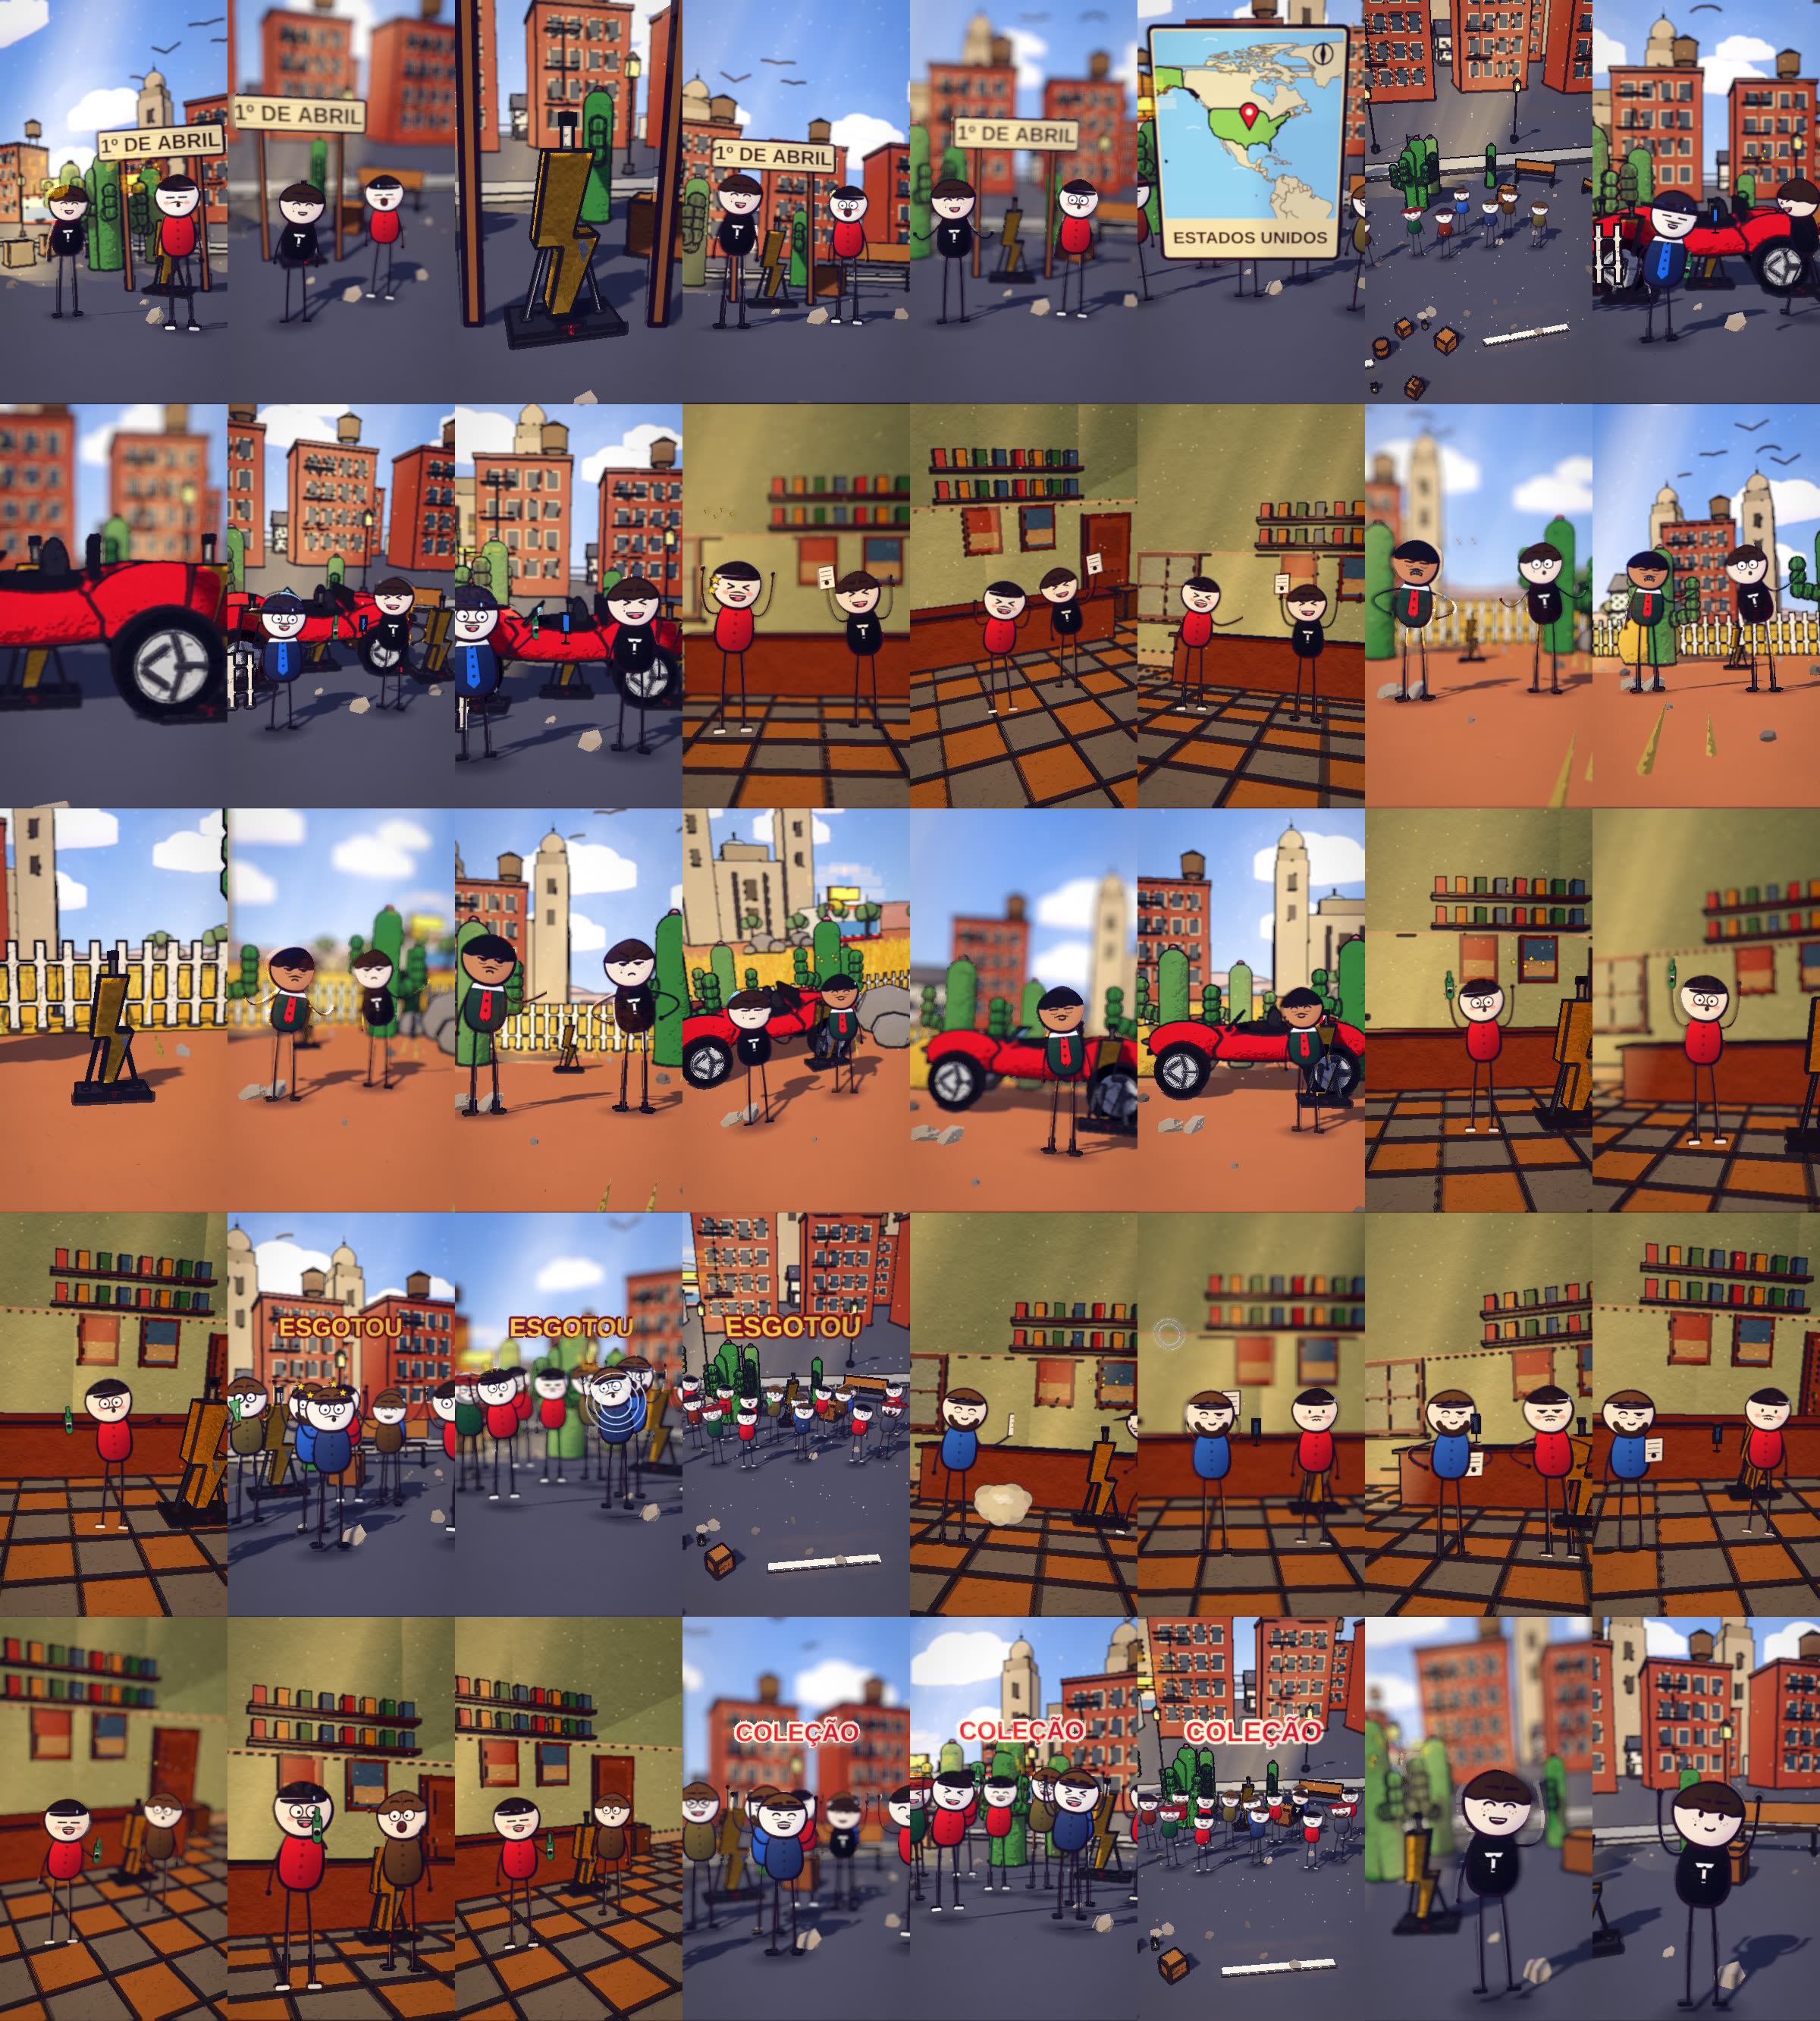 1º DE ABRIL
1º DE ABRIL
1º DE ABRIL
1º DE ABRIL
ESTADOS UNIDOS
ESGOTOU
ESGOTOU
ESGOTOU
COLEÇÃO
COLEÇÃO
COLEÇÃO